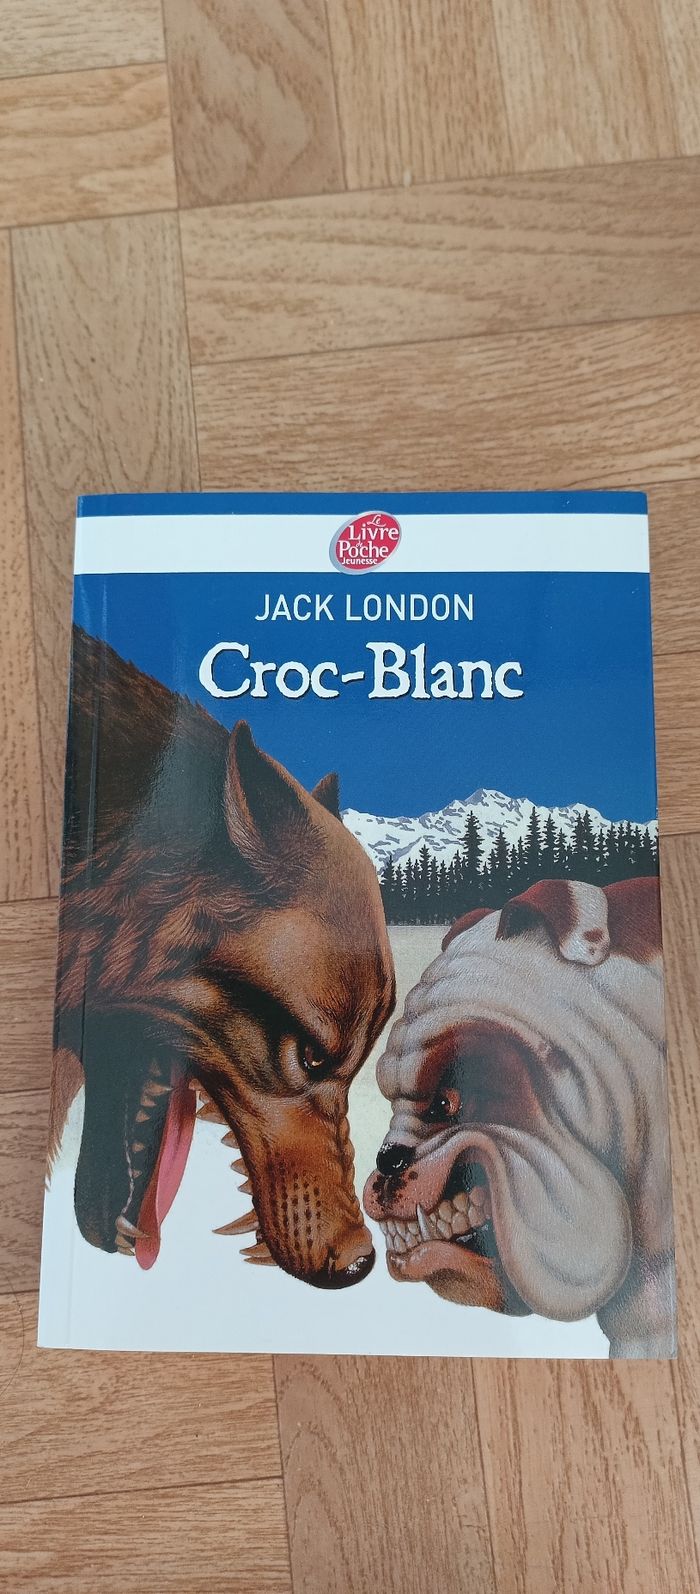 Le
Livre
de
Poche
Jeunesse
JACK LONDON
Croc-Blanc